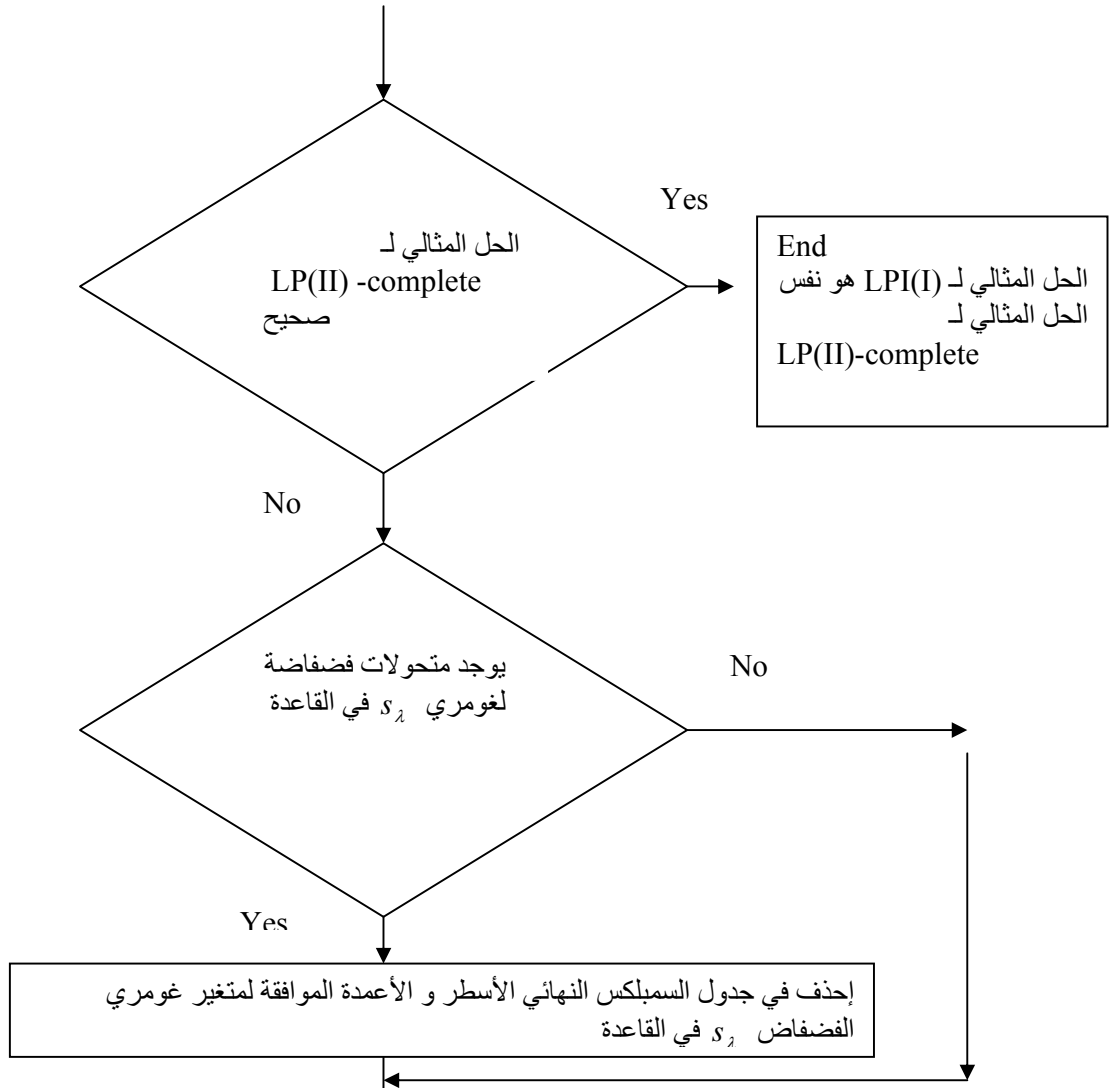 Yes
الحل المثالي لـ
LP(II) -complete
صحيح
End
الحل المثالي لـ LPI(I) هو نفس
الحل المثالي لـ
LP(II)-complete
No
يوجد متحولات فضفاضة
لغومري s_λ في القاعدة
No
Yes
إحذف في جدول السمبلكس النهائي الأسطر و الأعمدة الموافقة لمتغير غومري
الفضفاض s_λ في القاعدة